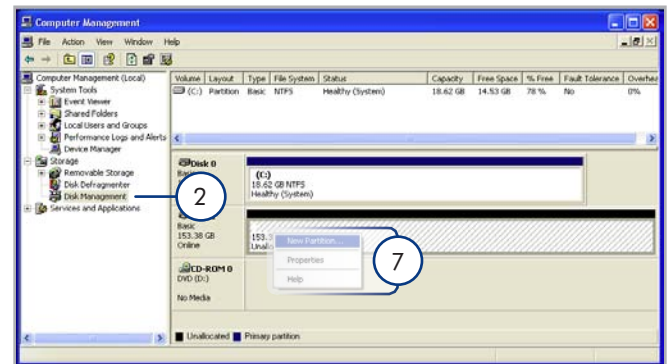 Computer Management
File Action View Window Help
Computer Management (Local)
System Tools
Event Viewer
Shared Folders
Local Users and Groups
Performance Logs and Alerts
Device Manager
Storage
Removable Storage
Disk Defragmenter
Disk Management
Services and Applications
Volume Layout Type File System Status Capacity Free Space % Free Fault Tolerance Overhea
(C:) Partition Basic NTFS Healthy (System) 18.62 GB 14.53 GB 78 % No 0%
Disk 0
(C:)
18.62 GB NTFS
Healthy (System)
2
Basic
153.38 GB
Online
153.
Unallo
New Partition...
Properties
Help
7
CD-ROM 0
DVD (D:)
No Media
Unallocated Primary partition